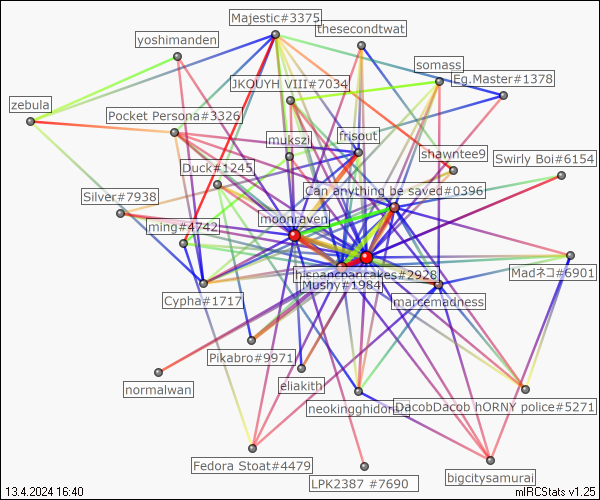 Majestic#3375
thesecondtwat
yoshimanden
somass
Eg.Master#1378
JKOUYH VIII#7034
zebula
Pocket Persona#3326
mukszi
frisout
shawntee9
Swirly Boi#6154
Duck#1245
Can anything be saved#0396
Silver#7938
moonraven
ming#4742
hispancpancakes#2928
Madネコ#6901
Mushy#1984
Cypha#1717
marcemadness
Pikabro#9971
normalwan
eliakith
neokingghidorah
DacobDacob hORNY police#5271
Fedora Stoat#4479
LPK2387 #7690
bigcitysamurai
13.4.2024 16:40
mIRCStats v1.25